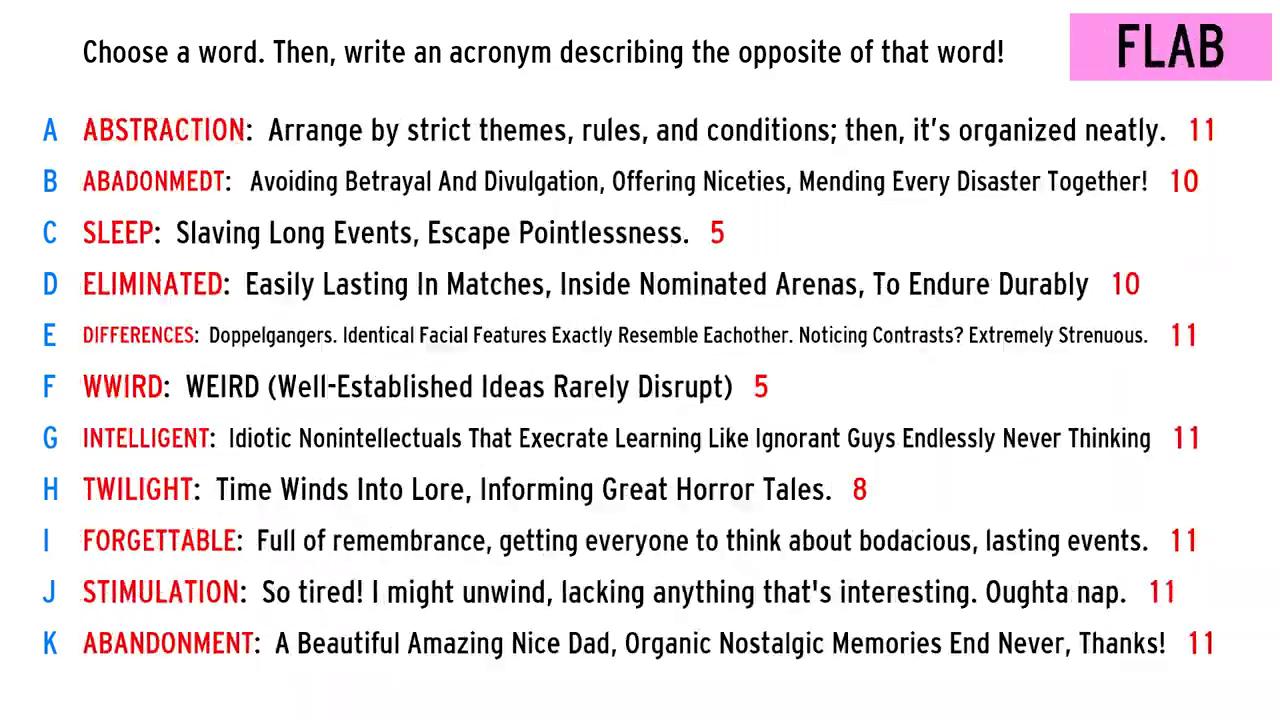 Choose a word. Then, write an acronym describing the opposite of that word! FLAB
A ABSTRACTION: Arrange by strict themes, rules, and conditions; then, it's organized neatly. 11
B ABADONMEDT: Avoiding Betrayal And Divulgation, Offering Niceties, Mending Every Disaster Together! 10
C SLEEP: Slaving Long Events, Escape Pointlessness. 5
D ELIMINATED: Easily Lasting In Matches, Inside Nominated Arenas, To Endure Durably 10
E DIFFERENCES: Doppelgangers. Identical Facial Features Exactly Resemble Eachother. Noticing Contrasts? Extremely Strenuous. 11
F WWIRD: WEIRD (Well-Established Ideas Rarely Disrupt) 5
G INTELLIGENT: Idiotic Nonintellectuals That Execrate Learning Like Ignorant Guys Endlessly Never Thinking 11
H TWILIGHT: Time Winds Into Lore, Informing Great Horror Tales. 8
I FORGETTABLE: Full of remembrance, getting everyone to think about bodacious, lasting events. 11
J STIMULATION: So tired! I might unwind, lacking anything that's interesting. Oughta nap. 11
K ABANDONMENT: A Beautiful Amazing Nice Dad, Organic Nostalgic Memories End Never, Thanks! 11